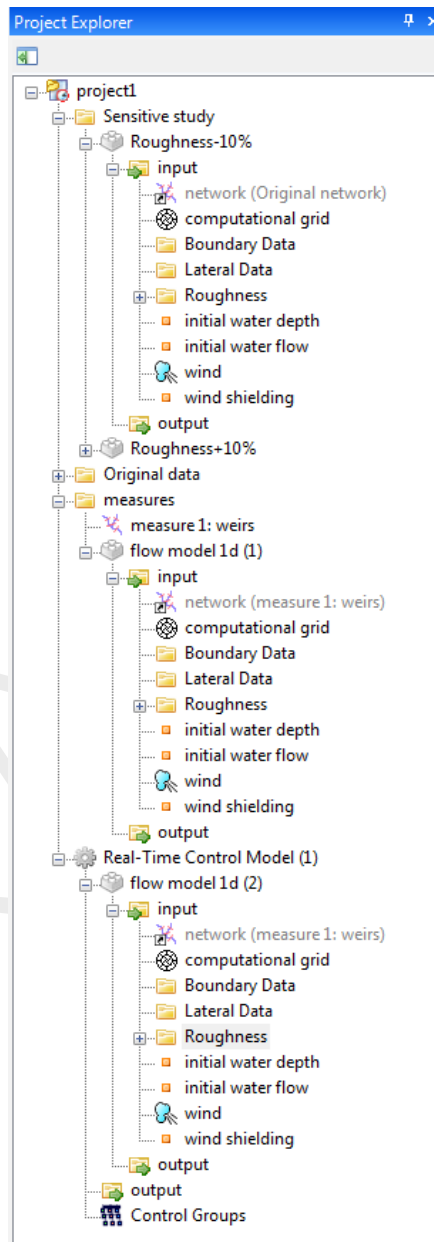 Project Explorer
project1
Sensitive study
Roughness-10%
input
network (Original network)
computational grid
Boundary Data
Lateral Data
Roughness
initial water depth
initial water flow
wind
wind shielding
output
Roughness+10%
Original data
measures
measure 1: weirs
flow model 1d (1)
input
network (measure 1: weirs)
computational grid
Boundary Data
Lateral Data
Roughness
initial water depth
initial water flow
wind
wind shielding
output
Real-Time Control Model (1)
flow model 1d (2)
input
network (measure 1: weirs)
computational grid
Boundary Data
Lateral Data
Roughness
initial water depth
initial water flow
wind
wind shielding
output
output
Control Groups